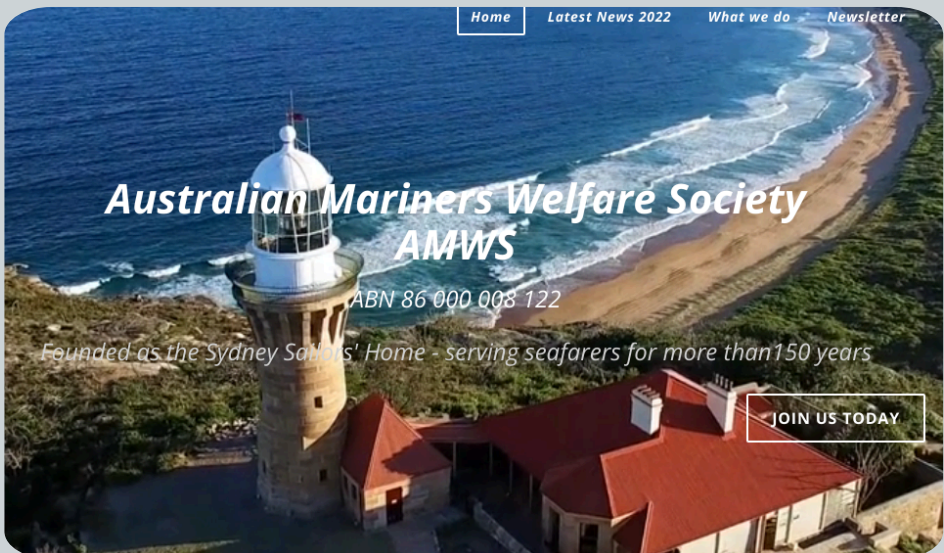 Home Latest News 2022 What we do Newsletter
Australian Mariners Welfare Society
AMWS
ABN 86 000 008 122
Founded as the Sydney Sailors' Home - serving seafarers for more than150 years
JOIN US TODAY